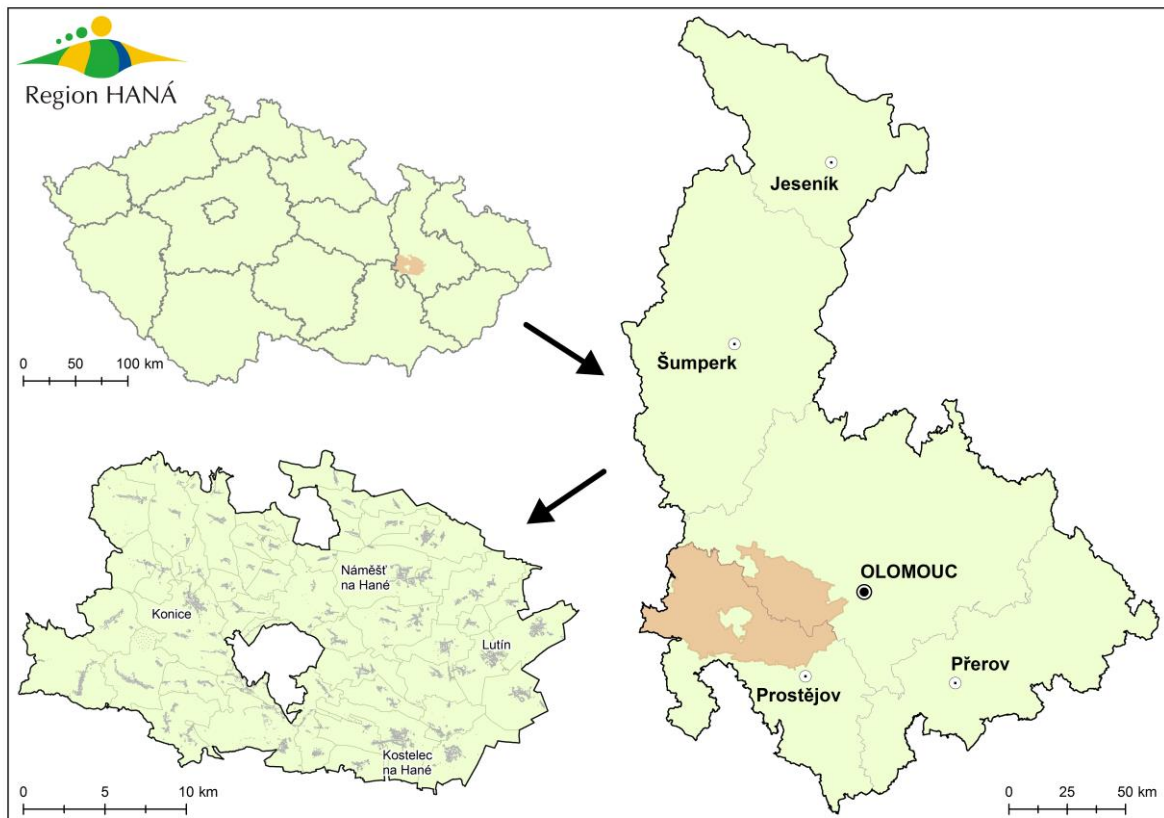 Region HANÁ
0 50 100 km
Jeseník
Šumperk
OLOMOUC
Přerov
Prostějov
0 25 50 km
Náměšť
na Hané
Konice
Lutín
Kostelec
na Hané
0 5 10 km